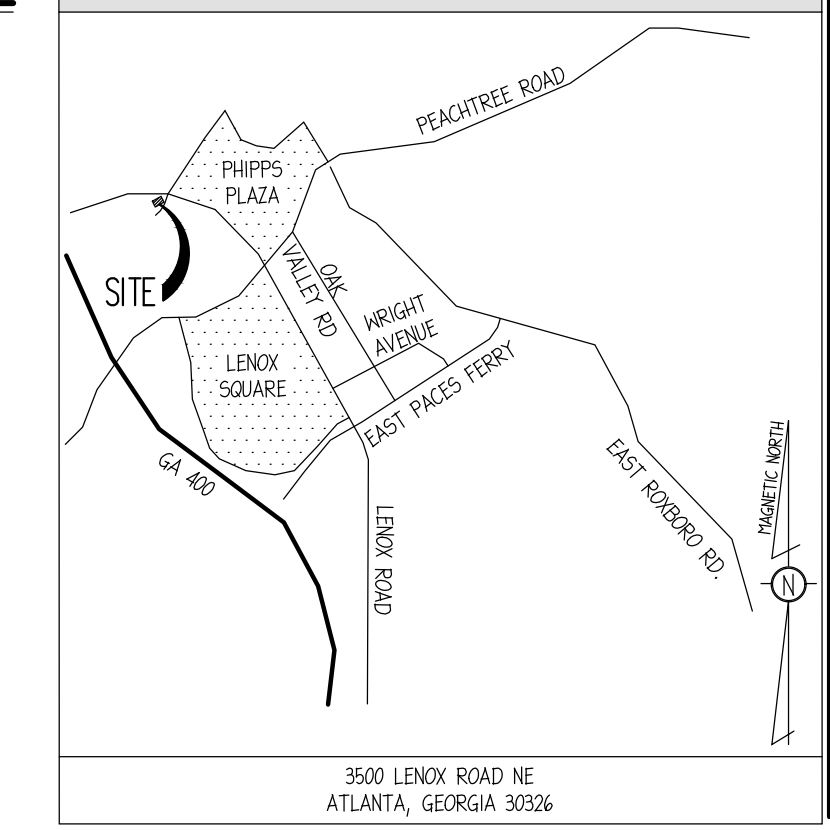 PEACHTREE ROAD
PHIPPS
PLAZA
SITE
OAK
VALLEY RD
WRIGHT
AVENUE
LENOX
SQUARE
EAST PACES FERRY
GA 400
LENOX ROAD
EAST ROXBORO RD.
MAGNETIC NORTH
N
3500 LENOX ROAD NE
ATLANTA, GEORGIA 30326